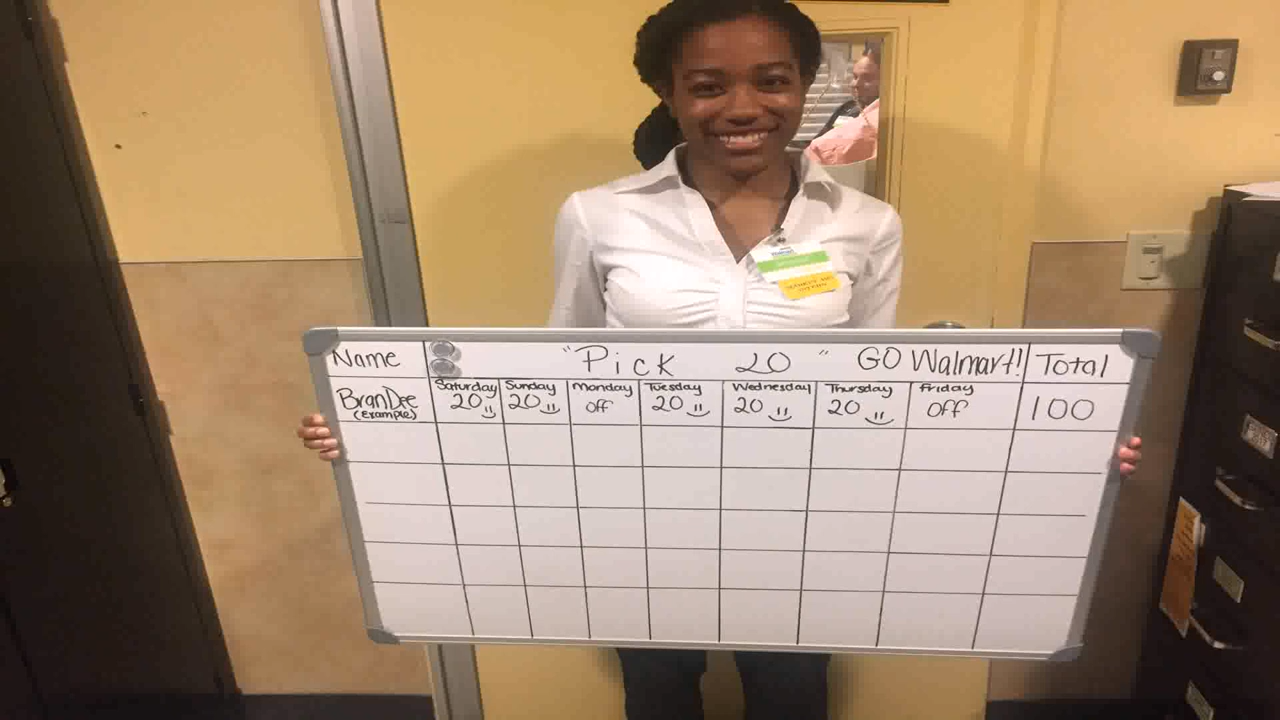 Name "Pick 20" GO Walmart!! Total
BranDee Saturday Sunday Monday Tuesday Wednesday Thursday Friday
(Example) 20 Off 20 20 20 Off 100